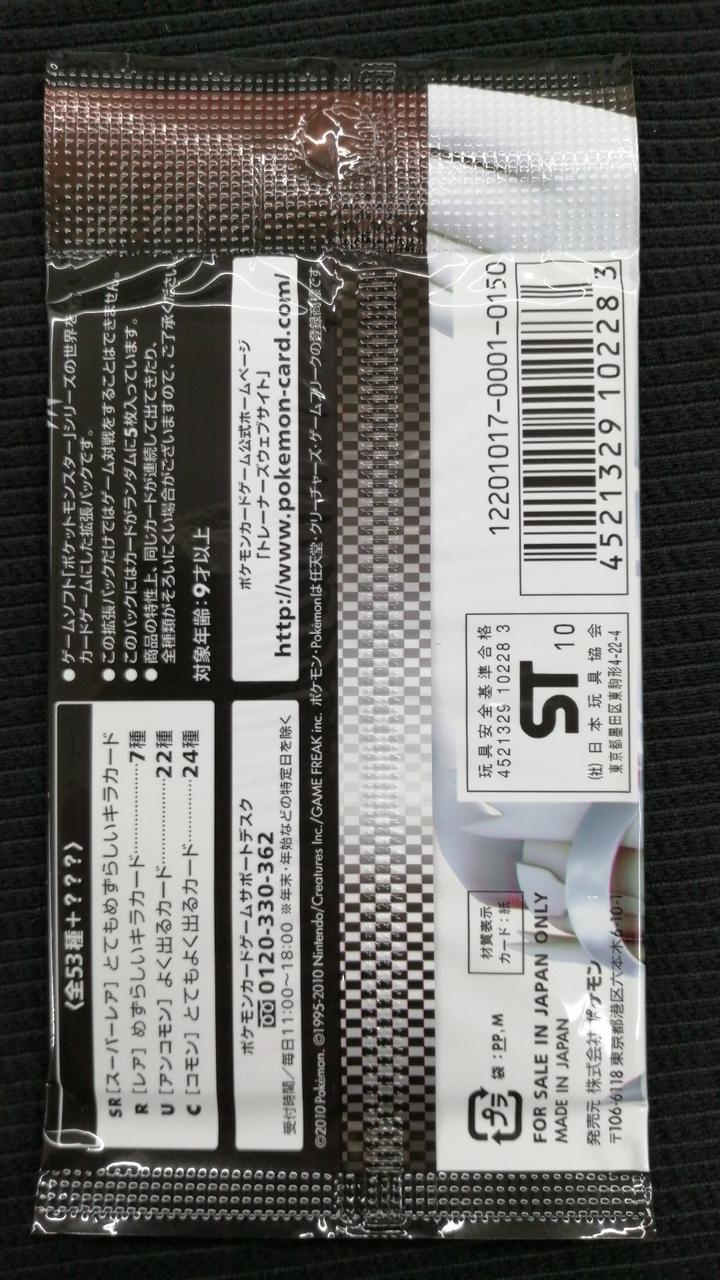 〈全53種+???〉
SR［スーパーレア］とてもめずらしいキラカード
R［レア］めずらしいキラカード…………7種
U［アンコモン］よく出るカード…………22種
C［コモン］とてもよく出るカード…………24種
ポケモンカードゲームサポートデスク
0120-330-362
受付時間／毎日11:00～18:00 ※年末・年始などの特定日を除く
●ゲームソフト「ポケットモンスター」シリーズの世界を
カードゲームにした拡張パックです。
●この拡張パックだけではゲーム対戦をすることはできません。
●このパックにはカードがランダムに5枚入っています。
●商品の特性上、同じカードが連続して出てきたり、
全種類がそろいにくい場合がございますので、ご了承ください
対象年齢：9才以上
ポケモンカードゲーム公式ホームページ
「トレーナーズウェブサイト」
http://www.pokemon-card.com/
©2010 Pokémon. ©1995-2010 Nintendo/Creatures Inc./GAME FREAK inc. ポケモン・Pokémonは任天堂・クリーチャーズ・ゲームフリークの登録商標です
プラ
袋：PP,M
材質表示
カード：紙
FOR SALE IN JAPAN ONLY
MADE IN JAPAN
発売元 株式会社 ポケモン
〒106-6118 東京都港区六本木6-10-1
玩具安全基準合格
4521329 10228 3
ST
10
(社) 日本玩具協会
東京都墨田区東駒形4-22-4
12201017-0001-0150
4521329 102283